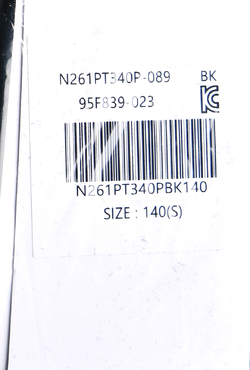 N261PT340P-089 BK
95F839-023
N261PT340PBK140
SIZE : 140(S)